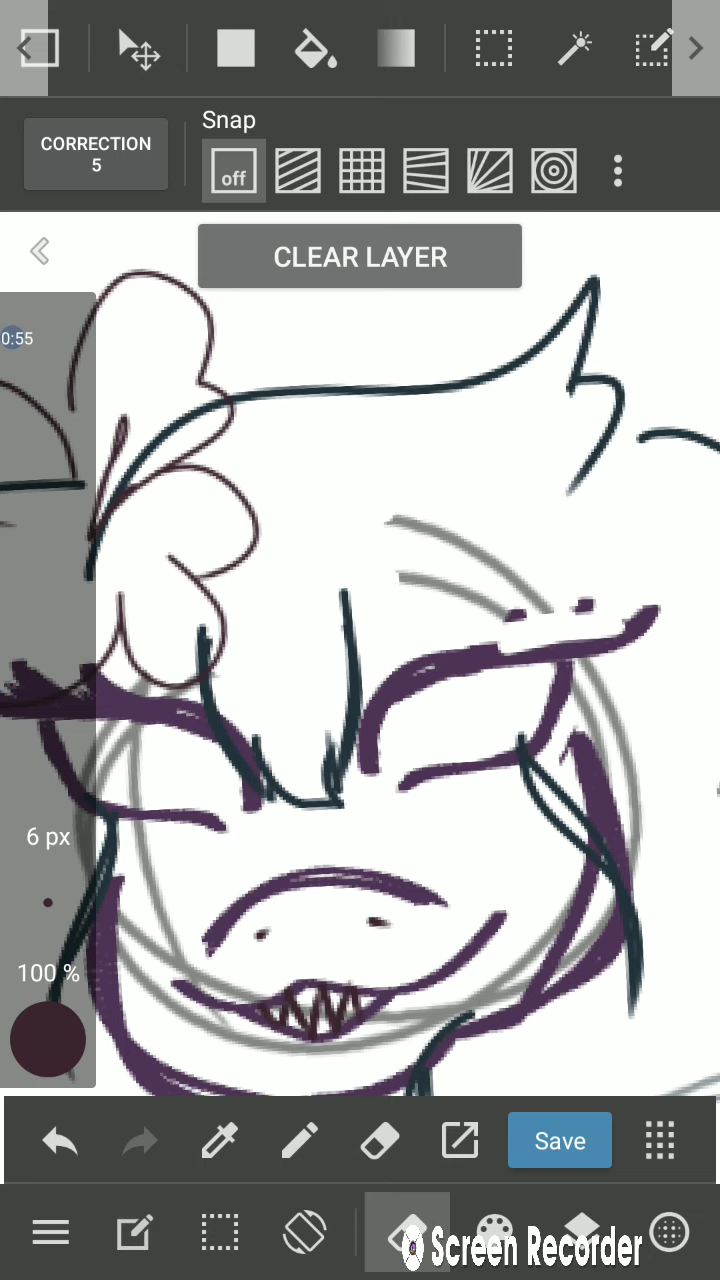 CORRECTION
5
Snap
off
CLEAR LAYER
0:55
6 px
100 %
Save
Screen Recorder